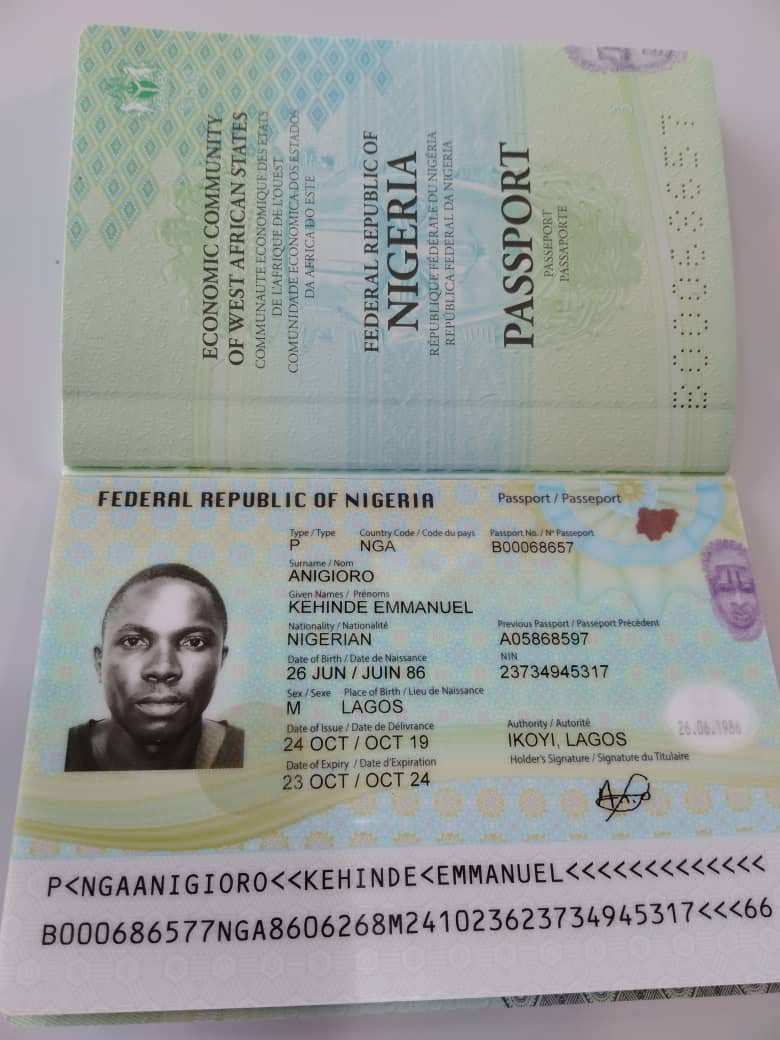 ECONOMIC COMMUNITY
OF WEST AFRICAN STATES
COMMUNAUTE ECONOMIQUE DES ETATS
DE L'AFRIQUE DE L'OUEST
COMUNIDADE ECONOMICA DOS ESTADOS
DA AFRICA DO ESTE
FEDERAL REPUBLIC OF
NIGERIA
RÉPUBLIQUE FÉDÉRALE DU NIGÉRIA
REPÚBLICA FEDERAL DA NIGERIA
PASSPORT
PASSEPORT
PASSAPORTE
B00068657
FEDERAL REPUBLIC OF NIGERIA
Passport / Passeport
Type / Type Country Code / Code du pays Passport No. / Nº Passeport
P NGA B00068657
Surname / Nom
ANIGIORO
Given Names / Prénoms
KEHINDE EMMANUEL
Nationality / Nationalité Previous Passport / Passeport Précédent
NIGERIAN A05868597
Date of Birth / Date de Naissance NIN
26 JUN / JUIN 86 23734945317
Sex / Sexe Place of Birth / Lieu de Naissance
M LAGOS
Date of Issue / Date de Délivrance Authority / Autorité
24 OCT / OCT 19 IKOYI, LAGOS
Date of Expiry / Date d'Expiration Holder's Signature / Signature du Titulaire
23 OCT / OCT 24
26.06.1986
P<NGAANIGIORO<<KEHINDE<EMMANUEL<<<<<<<<<<<<<
B000686577NGA8606268M24102362373494531​7<<<66